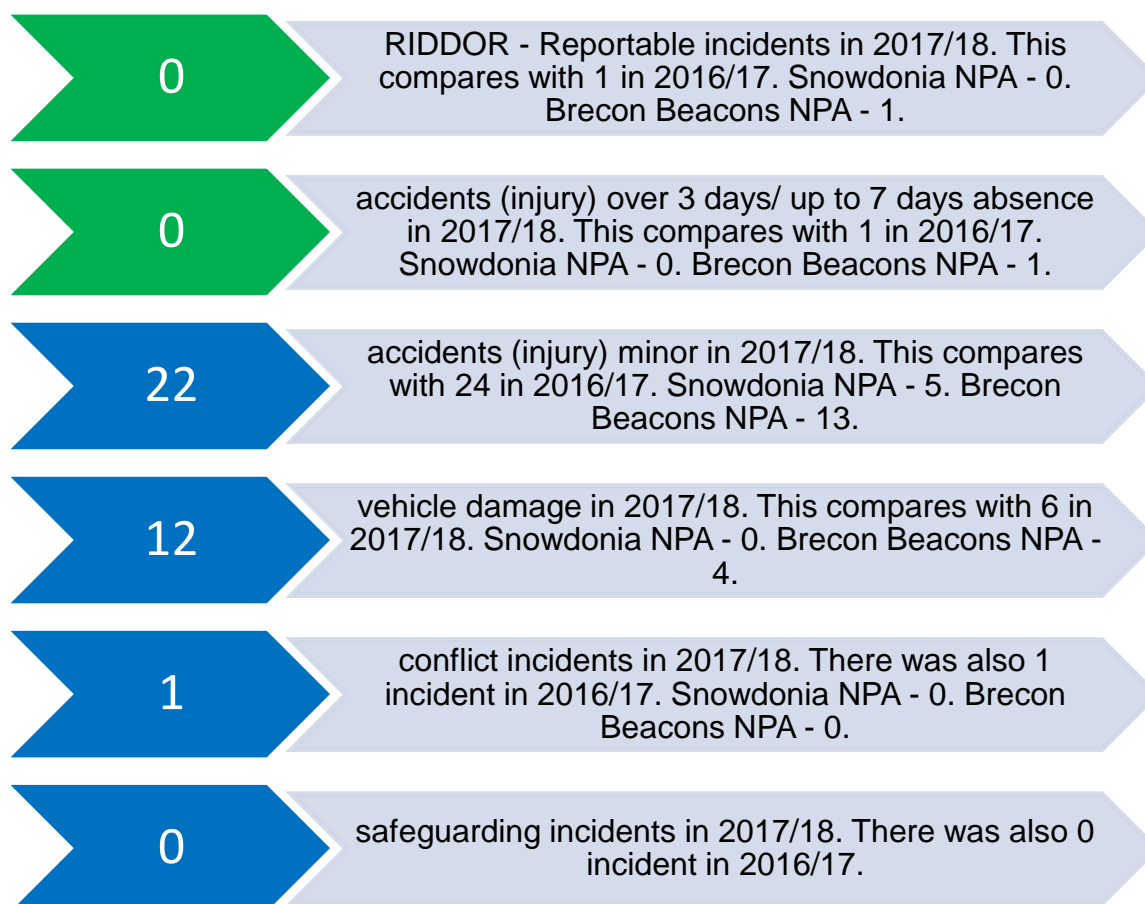 0
RIDDOR - Reportable incidents in 2017/18. This
compares with 1 in 2016/17. Snowdonia NPA - 0.
Brecon Beacons NPA - 1.
0
accidents (injury) over 3 days/ up to 7 days absence
in 2017/18. This compares with 1 in 2016/17.
Snowdonia NPA - 0. Brecon Beacons NPA - 1.
22
accidents (injury) minor in 2017/18. This compares
with 24 in 2016/17. Snowdonia NPA - 5. Brecon
Beacons NPA - 13.
12
vehicle damage in 2017/18. This compares with 6 in
2017/18. Snowdonia NPA - 0. Brecon Beacons NPA -
4.
1
conflict incidents in 2017/18. There was also 1
incident in 2016/17. Snowdonia NPA - 0. Brecon
Beacons NPA - 0.
0
safeguarding incidents in 2017/18. There was also 0
incident in 2016/17.